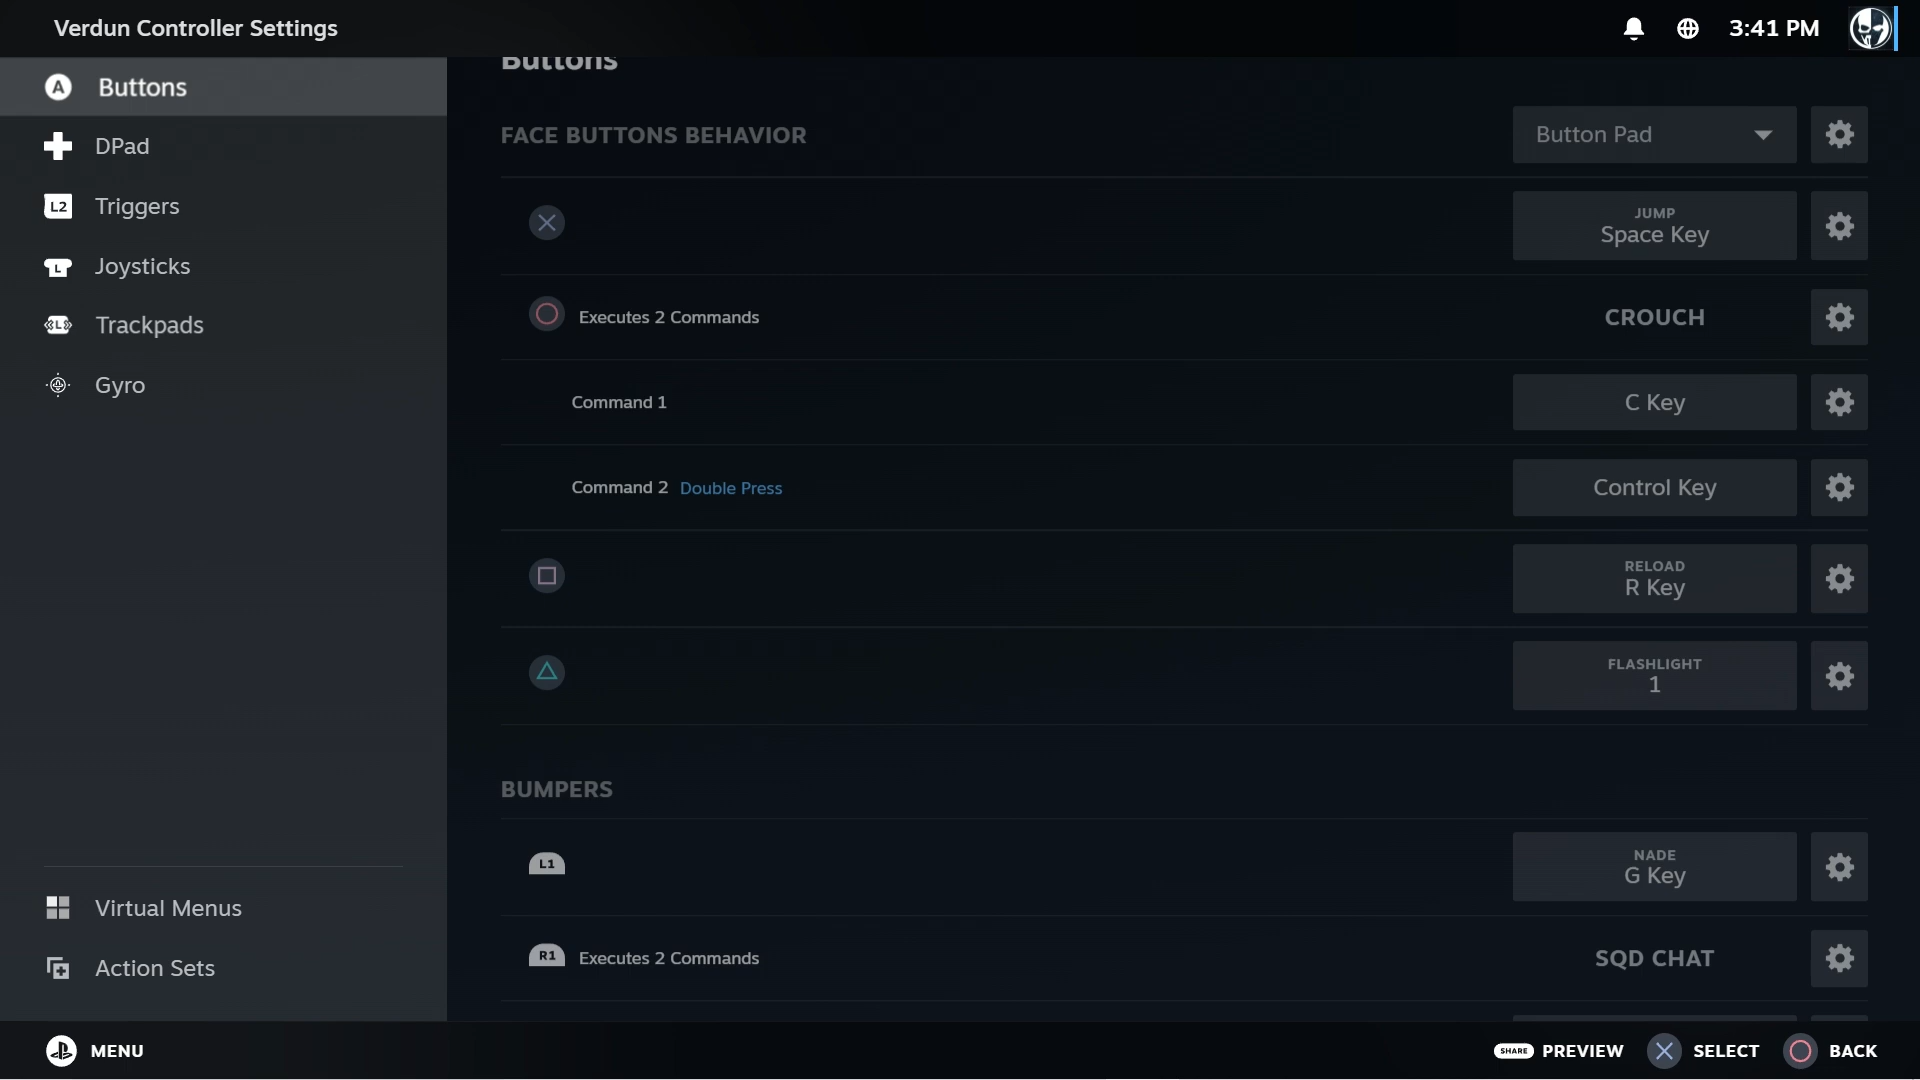 Verdun Controller Settings
3:41 PM
A Buttons
DPad
L2 Triggers
L Joysticks
L Trackpads
Gyro
Virtual Menus
Action Sets
Buttons
FACE BUTTONS BEHAVIOR
Button Pad
JUMP
Space Key
Executes 2 Commands
CROUCH
Command 1
C Key
Command 2 Double Press
Control Key
RELOAD
R Key
FLASHLIGHT
1
BUMPERS
L1
NADE
G Key
R1 Executes 2 Commands
SQD CHAT
MENU
SHARE PREVIEW
SELECT
BACK